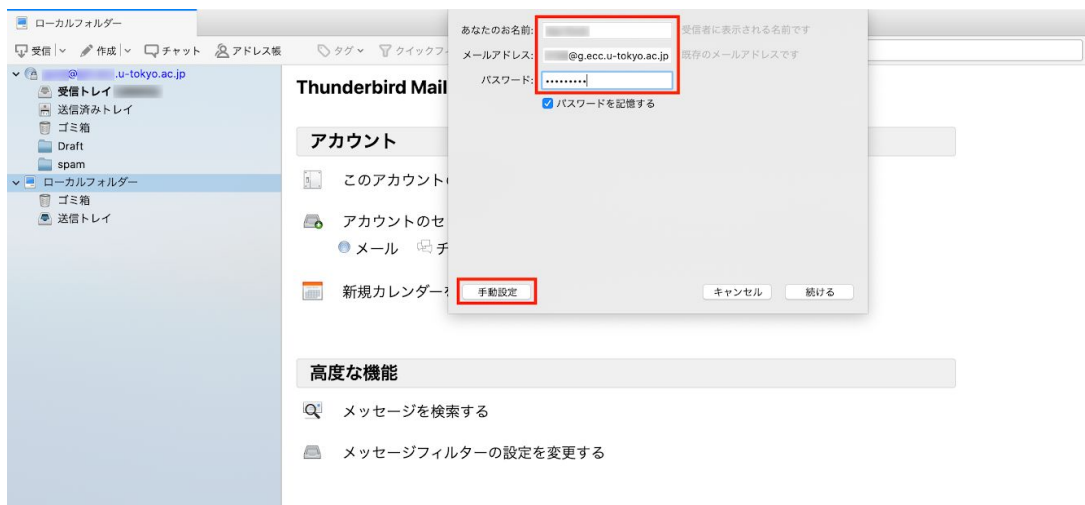 ローカルフォルダー
受信 作成 チャット アドレス帳 タグ クイックフ
@ .u-tokyo.ac.jp
受信トレイ
送信済みトレイ
ゴミ箱
Draft
spam
ローカルフォルダー
ゴミ箱
送信トレイ
Thunderbird Mail
アカウント
このアカウント
アカウントのセ
メール チ
新規カレンダー
高度な機能
メッセージを検索する
メッセージフィルターの設定を変更する
あなたのお名前: 受信者に表示される名前です
メールアドレス: @g.ecc.u-tokyo.ac.jp 既存のメールアドレスです
パスワード: •••••••••
パスワードを記憶する
手動設定 キャンセル 続ける